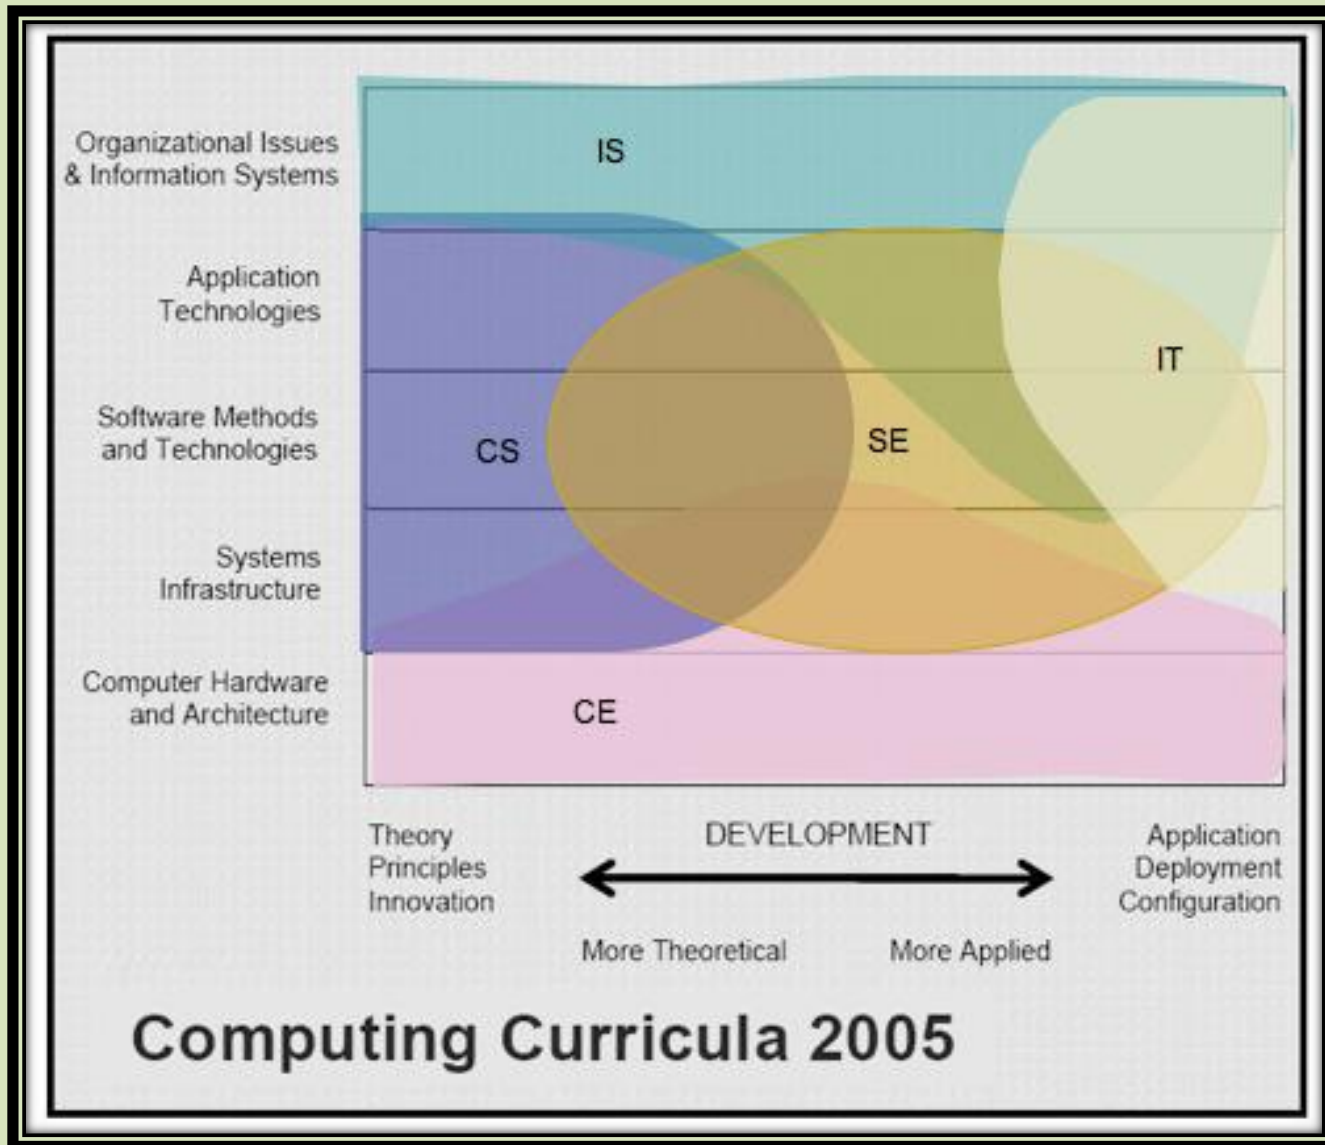 Organizational Issues
& Information Systems
IS
Application
Technologies
IT
Software Methods
and Technologies
CS
SE
Systems
Infrastructure
Computer Hardware
and Architecture
CE
Theory
Principles
Innovation
DEVELOPMENT
Application
Deployment
Configuration
More Theoretical
More Applied
Computing Curricula 2005